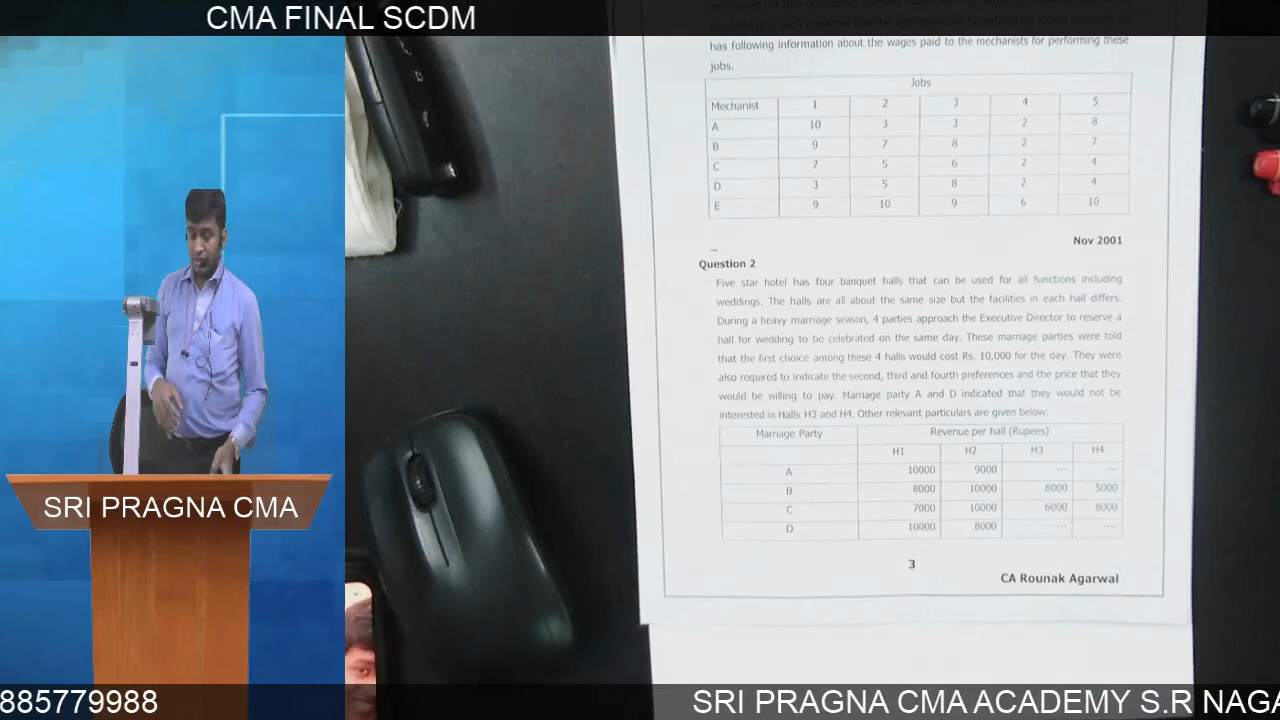 CMA FINAL SCDM
has following information about the wages paid to the mechanists for performing these
jobs.
Jobs
Mechanist 1 2 3 4 5
A 10 3 3 2 8
B 9 7 8 2 7
C 7 5 6 2 4
D 3 5 8 2 4
E 9 10 9 6 10
Nov 2001
Question 2
Five star hotel has four banquet halls that can be used for all functions including
weddings. The halls are all about the same size but the facilities in each hall differs.
During a heavy marriage season, 4 parties approach the Executive Director to reserve a
hall for wedding to be celebrated on the same day. These marriage parties were told
that the first choice among these 4 halls would cost Rs. 10,000 for the day. They were
also required to indicate the second, third and fourth preferences and the price that they
would be willing to pay. Marriage party A and D indicated that they would not be
interested in Halls H3 and H4. Other relevant particulars are given below:
Marriage Party Revenue per hall (Rupees)
H1 H2 H3 H4
A 10000 9000 --- ---
B 8000 10000 8000 5000
C 7000 10000 6000 8000
D 10000 8000 ---- ----
3
CA Rounak Agarwal
SRI PRAGNA CMA
885779988
SRI PRAGNA CMA ACADEMY S.R NAGA